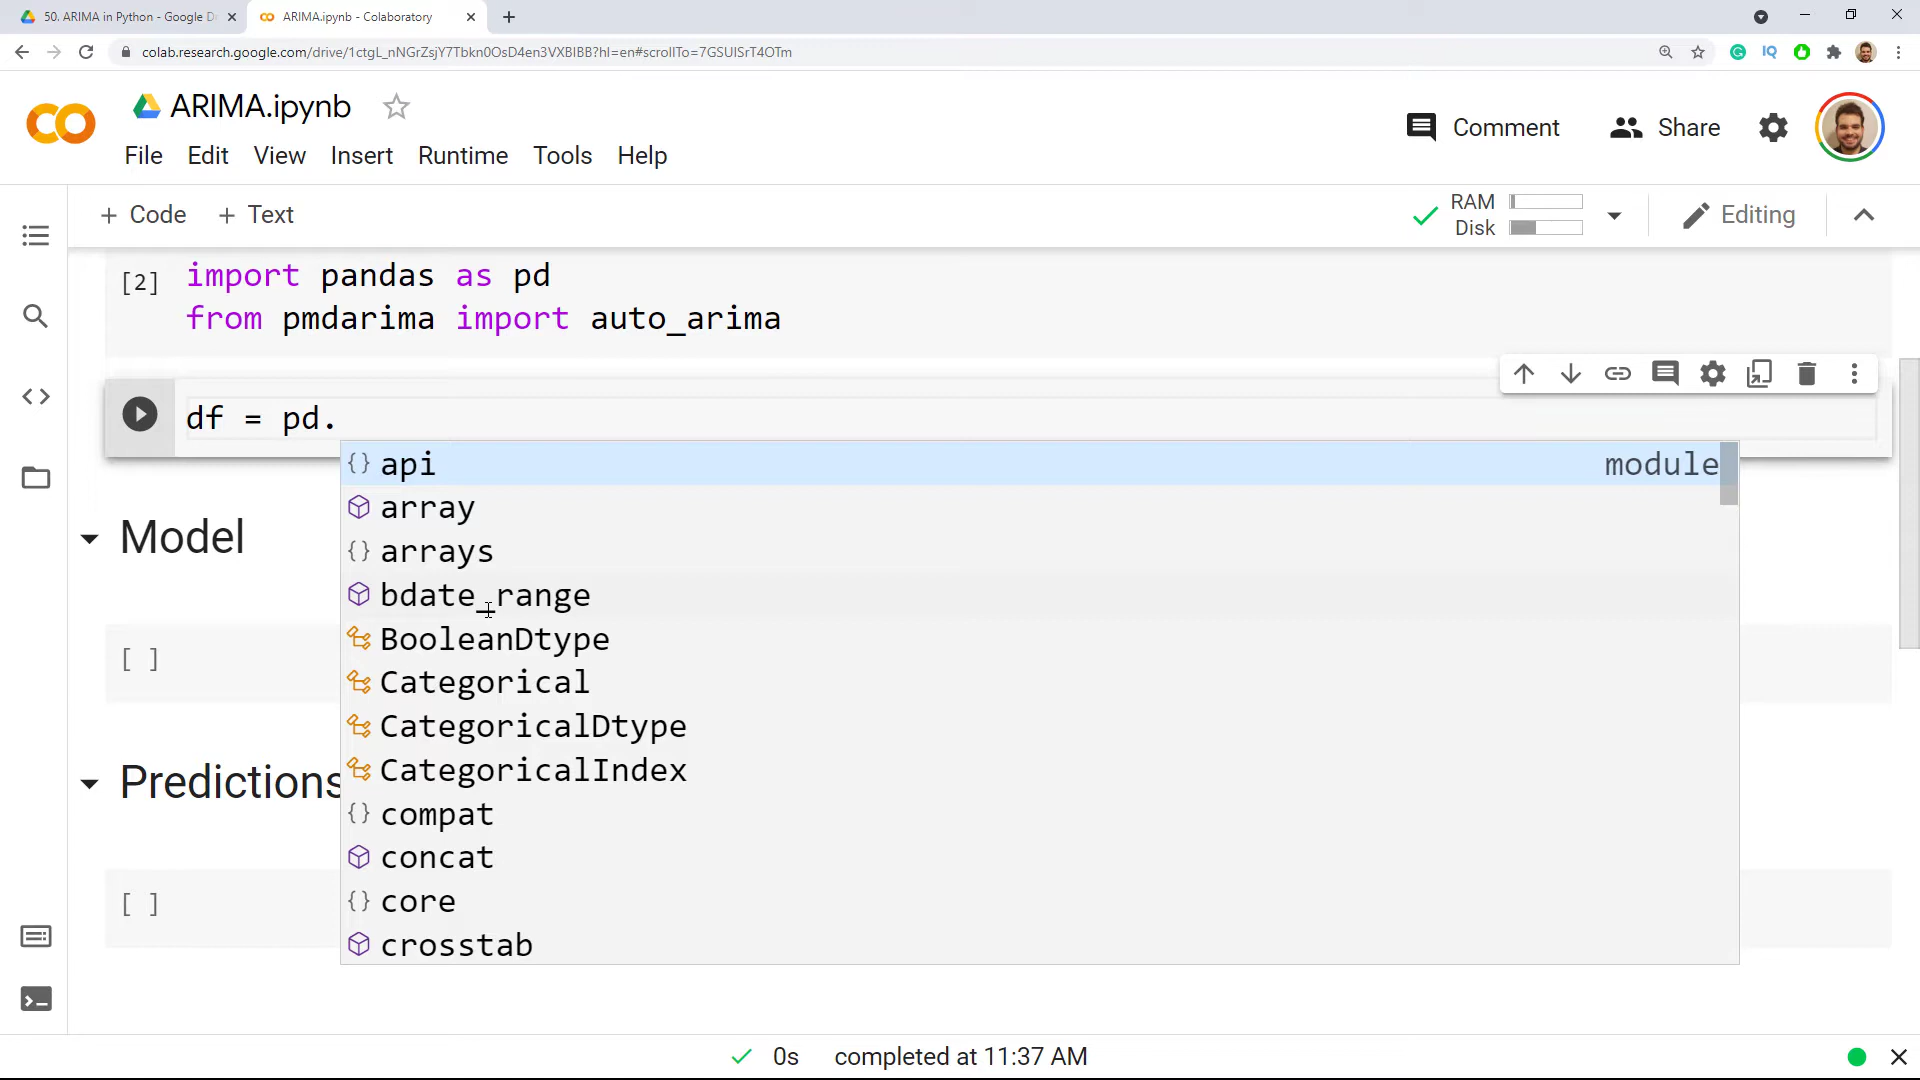 50. ARIMA in Python - Google D
ARIMA.ipynb - Colaboratory
colab.research.google.com/drive/1ctgL_nNGrZsjY7Tbkn0OsD4en3VXBIBB?hl=en#scrollTo=7GSUISrT4OTm
IQ
ARIMA.ipynb
Comment
Share
File Edit View Insert Runtime Tools Help
+ Code + Text
RAM
Disk
Editing
[2] import pandas as pd
from pmdarima import auto_arima
df = pd.
{} api module
array
{} arrays
bdate_range
BooleanDtype
Categorical
CategoricalDtype
CategoricalIndex
{} compat
concat
{} core
crosstab
Model
[ ]
Predictions
[ ]
0s completed at 11:37 AM